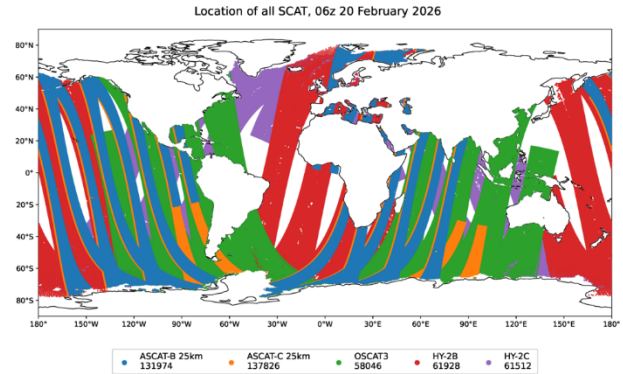 Location of all SCAT, 06z 20 February 2026
80°N
60°N
40°N
20°N
0°
20°S
40°S
60°S
80°S
180° 150°W 120°W 90°W 60°W 30°W 0°W 30°E 60°E 90°E 120°E 150°E 180°
ASCAT-B 25km ASCAT-C 25km OSCAT3 HY-2B HY-2C
131974 137826 58046 61928 61512